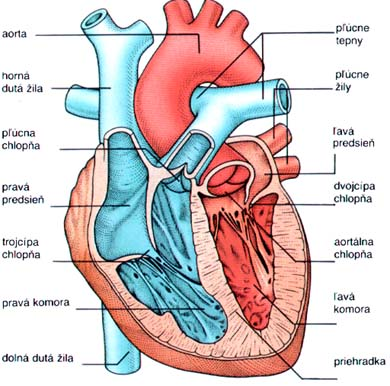 aorta
horná
dutá žila
pľúcna
chlopňa
pravá
predsieň
trojcípa
chlopňa
pravá komora
dolná dutá žila
pľúcne
tepny
pľúcne
žily
ľavá
predsieň
dvojcípa
chlopňa
aortálna
chlopňa
ľavá
komora
priehradka